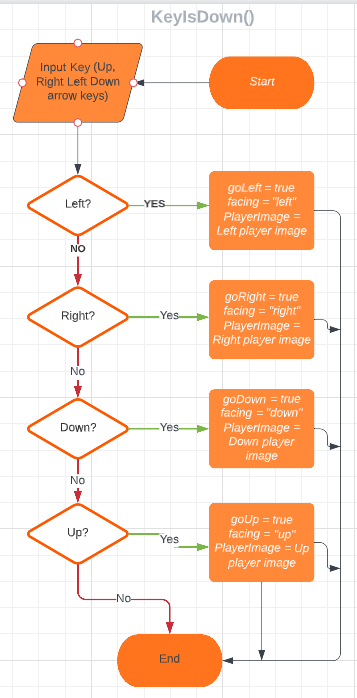 KeyIsDown()
Input Key (Up,
Right Left Down
arrow keys)
Start
Left?
YES
goLeft = true
facing = "left"
PlayerImage =
Left player image
NO
Right?
Yes
goRight = true
facing = "right"
PlayerImage =
Right player image
No
Down?
Yes
goDown = true
facing = "down"
PlayerImage =
Down player
image
No
Up?
Yes
goUp = true
facing = "up"
PlayerImage = Up
player image
No
End